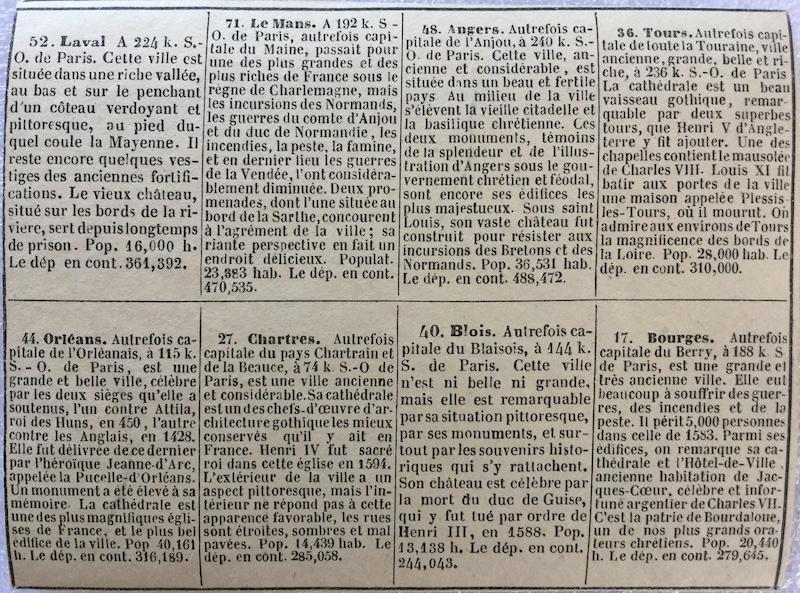 52. Laval A 224 k. S.-
O. de Paris. Cette ville est
située dans une riche vallée,
au bas et sur le penchant
d'un côteau verdoyant et
pittoresque, au pied du-
quel coule la Mayenne. Il
reste encore quelques ves-
tiges des anciennes fortifi-
cations. Le vieux château,
situé sur les bords de la ri-
vière, sert depuis longtemps
de prison. Pop. 16,000 h.
Le dép en cont. 361,392.
71. Le Mans. A 192 k. S-
O- de Paris, autrefois capi-
tale du Maine, passait pour
une des plus grandes et des
plus riches de France sous le
règne de Charlemagne, mais
les incursions des Normands,
les guerres du comte d'Anjou
et du duc de Normandie, les
incendies, la peste, la famine,
et en dernier lieu les guerres
de la Vendée, l'ont considéra-
blement diminuée. Deux pro-
menades, dont l'une située au
bord de la Sarthe, concourent
à l'agrément de la ville; sa
riante perspective en fait un
endroit délicieux. Populat.
23,383 hab. Le dép. en cont.
470,535.
48. Angers. Autrefois ca-
pitale de l'Anjou, à 240 k. S.
O. de Paris. Cette ville, an-
cienne et considérable, est
située dans un beau et fertile
pays Au milieu de la ville
s'élèvent la vieille citadelle et
la basilique chrétienne. Ces
deux monuments, témoins
de la splendeur et de l'illus-
tration d'Angers sous le gou-
vernement chrétien et féodal,
sont encore ses édifices les
plus majestueux. Sous saint
Louis, son vaste château fut
construit pour résister aux
incursions des Bretons et des
Normands. Pop. 36,531 hab.
Le dép. en cont. 488,472.
36. Tours. Autrefois capi-
tale de toute la Touraine, ville
ancienne, grande, belle et ri-
che, à 236 k. S.-O. de Paris
La cathédrale est un beau
vaisseau gothique, remar-
quable par deux superbes
tours, que Henri V d'Angle-
terre y fit ajouter. Une des
chapelles contient le mausolée
de Charles VIII. Louis XI fit
batir aux portes de la ville
une maison appelée Plessis-
les-Tours, où il mourut. On
admire aux environs de Tours
la magnificence des bords de
la Loire. Pop. 28,000 hab. Le
dép. en cont. 310,000.
44. Orléans. Autrefois ca-
pitale de l'Orléanais, à 115 k.
S.-O. de Paris, est une
grande et belle ville, célèbre
par les deux sièges qu'elle a
soutenus, l'un contre Attila,
roi des Huns, en 450, l'autre
contre les Anglais, en 1428.
Elle fut délivrée de ce dernier
par l'héroïque Jeanne-d'Arc,
appelée la Pucelle-d'Orléans.
Un monument a été élevé à sa
mémoire. La cathédrale est
une des plus magnifiques égli-
ses de France, et le plus bel
édifice de la ville. Pop 40,161
h. Le dép. en cont. 316,189.
27. Chartres. Autrefois
capitale du pays Chartrain et
de la Beauce, à 74 k. S.-O de
Paris, est une ville ancienne
et considérable. Sa cathédrale
est un des chefs-d'œuvre d'ar-
chitecture gothique les mieux
conservés qu'il y ait en
France. Henri IV fut sacré
roi dans cette église en 1594.
L'extérieur de la ville a un
aspect pittoresque, mais l'in-
térieur ne répond pas à cette
apparence favorable, les rues
sont étroites, sombres et mal
pavées. Pop. 14,439 hab. Le
dép. en cont. 285,058.
40. Blois. Autrefois ca-
pitale du Blaisois, à 144 k.
S. de Paris. Cette ville
n'est ni belle ni grande,
mais elle est remarquable
par sa situation pittoresque,
par ses monuments, et sur-
tout par les souvenirs histo-
riques qui s'y rattachent.
Son château est célèbre par
la mort du duc de Guise,
qui y fut tué par ordre de
Henri III, en 1588. Pop.
13,138 h. Le dép. en cont.
244,043.
17. Bourges. Autrefois
capitale du Berry, à 188 k. S
de Paris, est une grande et
très ancienne ville. Elle eut
beaucoup à souffrir des guer-
res, des incendies et de la
peste. Il périt 5,000 personnes
dans celle de 1583. Parmi ses
édifices, on remarque sa ca-
thédrale et l'Hôtel-de-Ville,
ancienne habitation de Jac-
ques-Cœur, célèbre et infor-
tuné argentier de Charles VII.
C'est la patrie de Bourdaloue,
un de nos plus grands ora-
teurs chrétiens. Pop. 20,440
h. Le dép. en cont. 279,645.